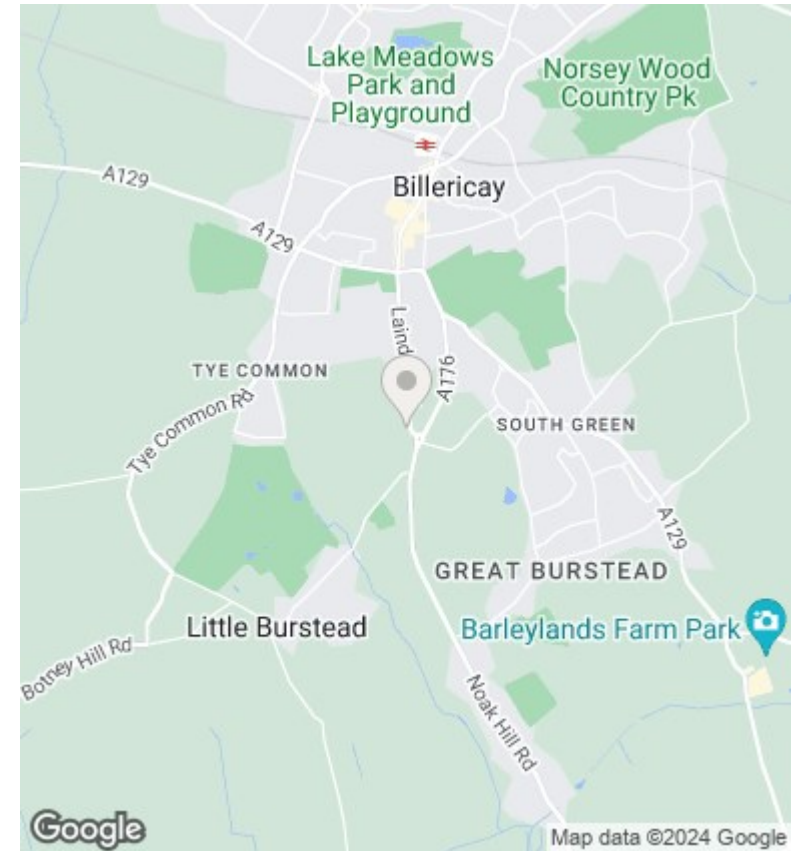 Lake Meadows
Park and
Playground
Norsey Wood
Country Pk
A129
Billericay
A129
Laind
TYE COMMON
A176
Tye Common Rd
SOUTH GREEN
A129
GREAT BURSTEAD
Little Burstead
Barleylands Farm Park
Botney Hill Rd
Noak Hill Rd
Google
Map data ©2024 Google